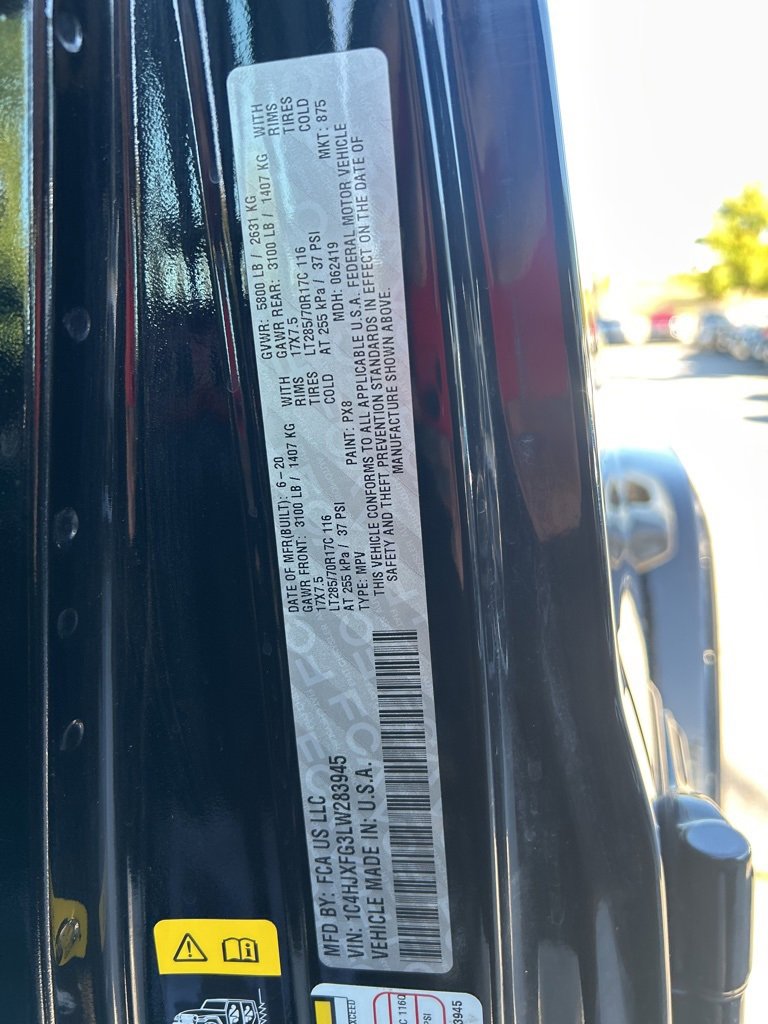 MFD BY: FCA US LLC
DATE OF MFR(BUILT): 6-20
GVWR: 5800 LB / 2631 KG
GAWR FRONT: 3100 LB / 1407 KG WITH
GAWR REAR: 3100 LB / 1407 KG WITH
17X7.5 RIMS
17X7.5 RIMS
LT285/70R17C 116 TIRES
LT285/70R17C 116 TIRES
AT 255 kPa / 37 PSI COLD
AT 255 kPa / 37 PSI COLD
VIN: 1C4HJXFG3LW283945
TYPE: MPV PAINT: PX8 MDH: 062419 MKT: 875
VEHICLE MADE IN: U.S.A.
THIS VEHICLE CONFORMS TO ALL APPLICABLE U.S.A. FEDERAL MOTOR VEHICLE
SAFETY AND THEFT PREVENTION STANDARDS IN EFFECT ON THE DATE OF
MANUFACTURE SHOWN ABOVE.
XCEED
C 116Q
PSI
3945